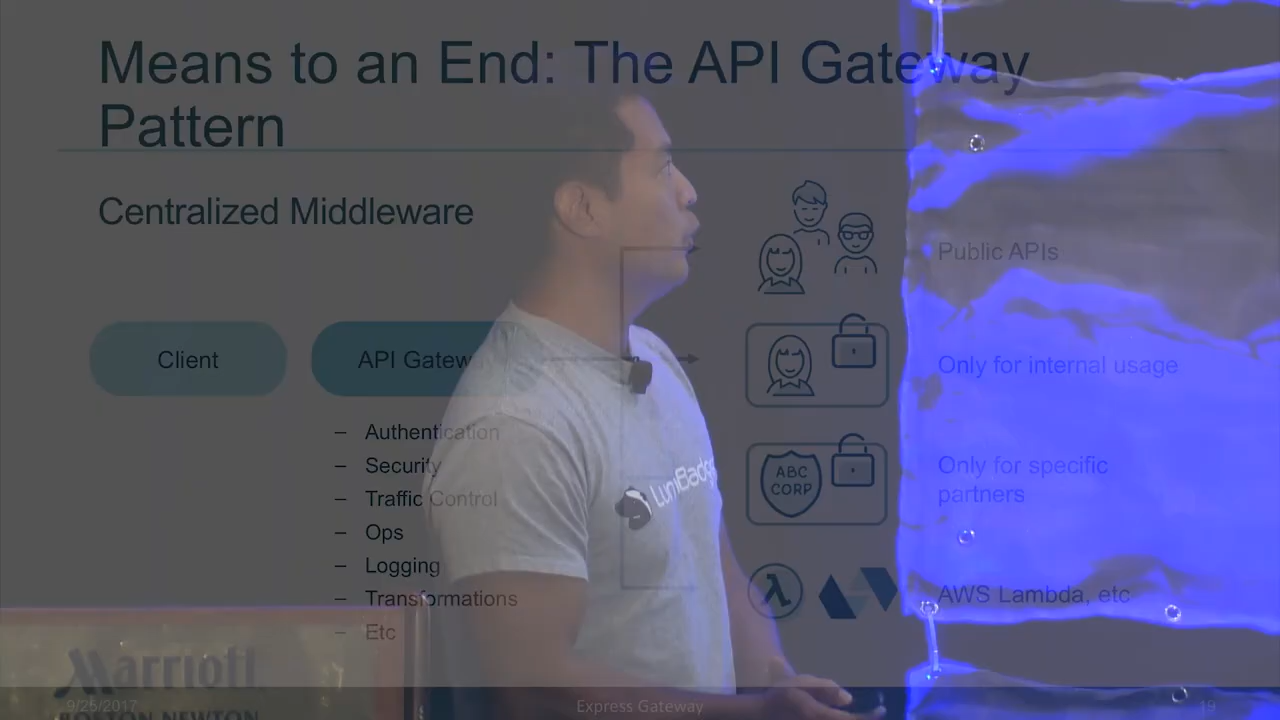 Means to an End: The API Gateway
Pattern
Centralized Middleware
Public APIs
Client
API Gatew
Only for internal usage
– Authentication
– Security
– Traffic Control
– Ops
– Logging
– Transformations
– Etc
ABC
CORP
Only for specific
partners
λ
AWS Lambda, etc
Marriott
BOSTON NEWTON
9/25/2017
Express Gateway
19